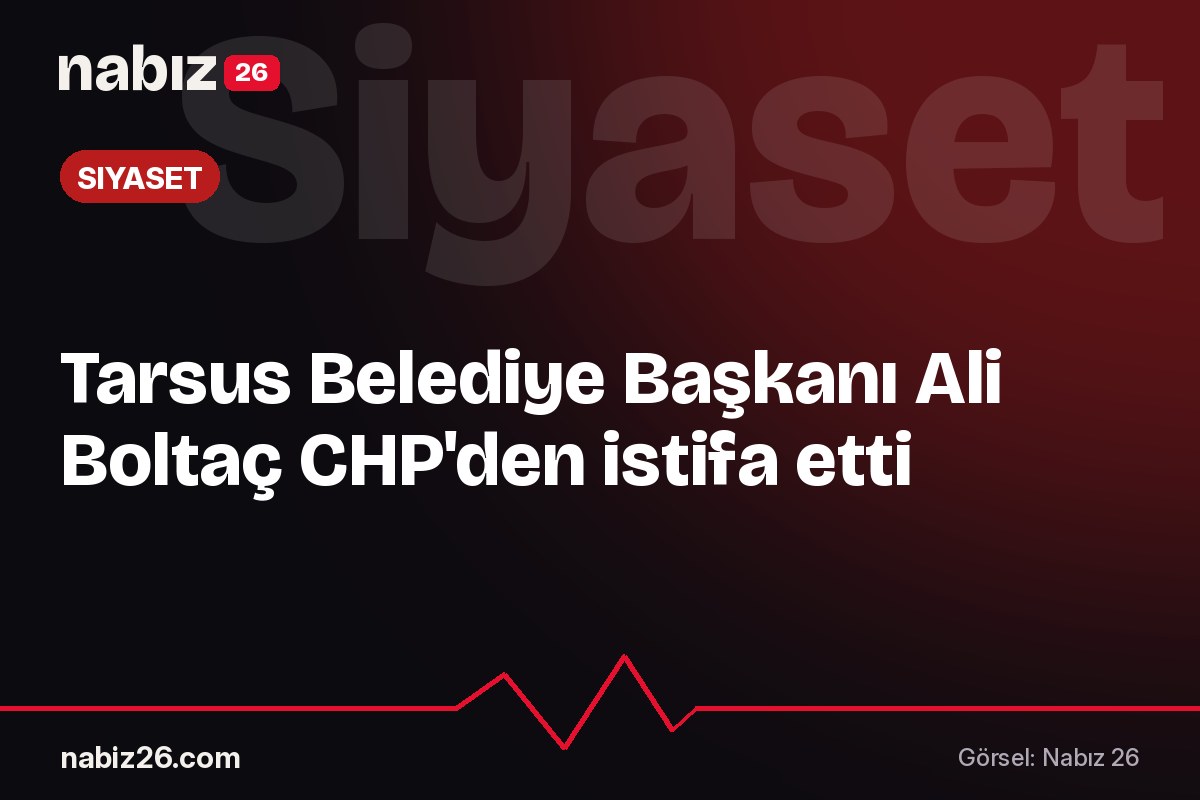 Siyaset
nabız 26
SIYASET
Tarsus Belediye Başkanı Ali
Boltaç CHP'den istifa etti
nabiz26.com
Görsel: Nabız 26